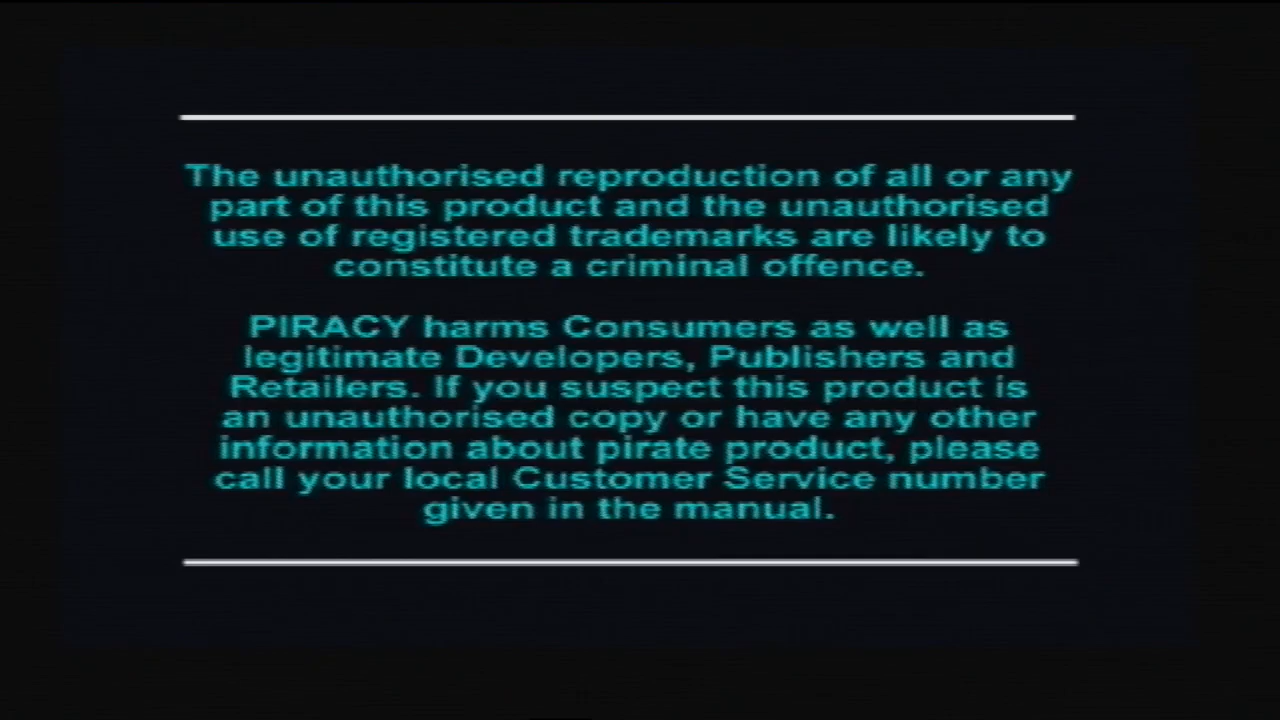 The unauthorised reproduction of all or any
part of this product and the unauthorised
use of registered trademarks are likely to
constitute a criminal offence.
PIRACY harms Consumers as well as
legitimate Developers, Publishers and
Retailers. If you suspect this product is
an unauthorised copy or have any other
information about pirate product, please
call your local Customer Service number
given in the manual.